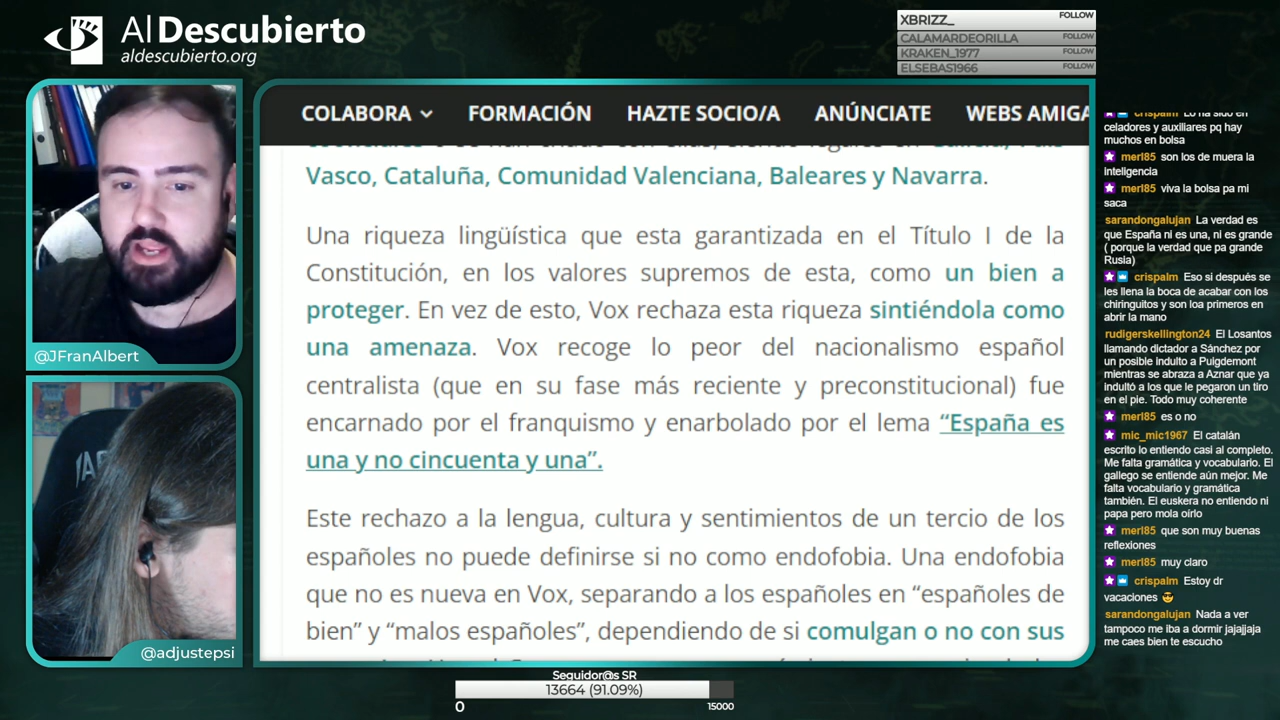 Al Descubierto
aldescubierto.org
XBRIZZ_ FOLLOW
CALAMARDEORILLA FOLLOW
KRAKEN_1977 FOLLOW
ELSEBAS1966 FOLLOW
COLABORA FORMACIÓN HAZTE SOCIO/A ANÚNCIATE WEBS AMIGA
Vasco, Cataluña, Comunidad Valenciana, Baleares y Navarra.
Una riqueza lingüística que esta garantizada en el Título I de la
Constitución, en los valores supremos de esta, como un bien a
proteger. En vez de esto, Vox rechaza esta riqueza sintiéndola como
una amenaza. Vox recoge lo peor del nacionalismo español
centralista (que en su fase más reciente y preconstitucional) fue
encarnado por el franquismo y enarbolado por el lema “España es
una y no cincuenta y una”.
Este rechazo a la lengua, cultura y sentimientos de un tercio de los
españoles no puede definirse si no como endofobia. Una endofobia
que no es nueva en Vox, separando a los españoles en “españoles de
bien” y “malos españoles”, dependiendo de si comulgan o no con sus
@JFranAlbert
@adjustepsi
crispalm Lo ha sido en
celadores y auxiliares pq hay
muchos en bolsa
merl85 son los de muera la
inteligencia
merl85 viva la bolsa pa mi
saca
sarandongalujan La verdad es
que España ni es una, ni es grande
( porque la verdad que pa grande
Rusia)
crispalm Eso si después se
les llena la boca de acabar con los
chiringuitos y son loa primeros en
abrir la mano
rudigerskellington24 El Losantos
llamando dictador a Sánchez por
un posible indulto a Puigdemont
mientras se abraza a Aznar que ya
indultó a los que le pegaron un tiro
en el pie. Todo muy coherente
merl85 es o no
mic_mic1967 El catalán
escrito lo entiendo casi al completo.
Me falta gramática y vocabulario. El
gallego se entiende aún mejor. Me
falta vocabulario y gramática
también. El euskera no entiendo ni
papa pero mola oírlo
merl85 que son muy buenas
reflexiones
merl85 muy claro
crispalm Estoy dr
vacaciones 😎
sarandongalujan Nada a ver
tampoco me iba a dormir jajajjaja
me caes bien te escucho
Seguidor@s SR
13664 (91.09%)
0 15000